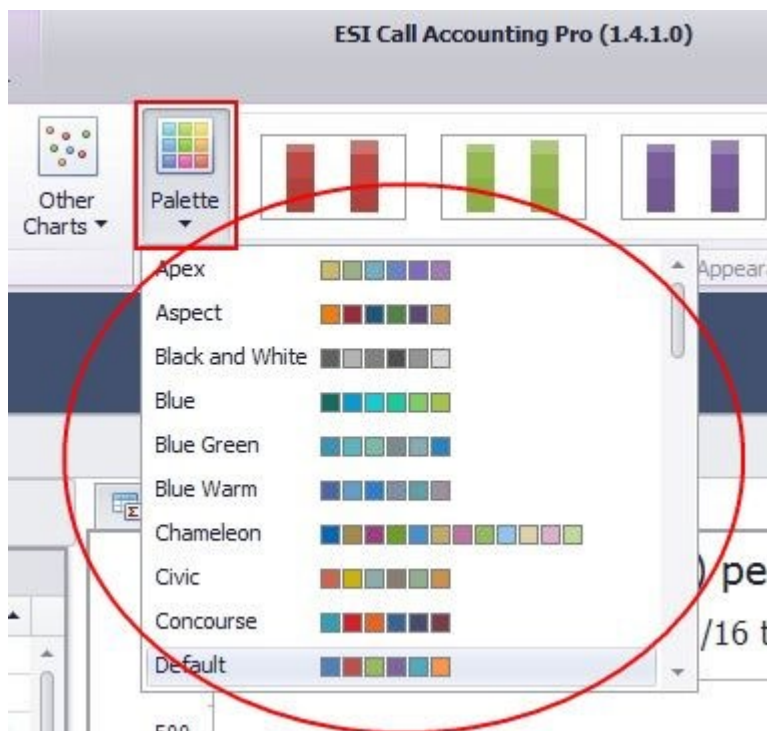 ESI Call Accounting Pro (1.4.1.0)
Other
Charts
Palette
Apex
Aspect
Black and White
Blue
Blue Green
Blue Warm
Chameleon
Civic
Concourse
Default
Appear
) pe
/16 t